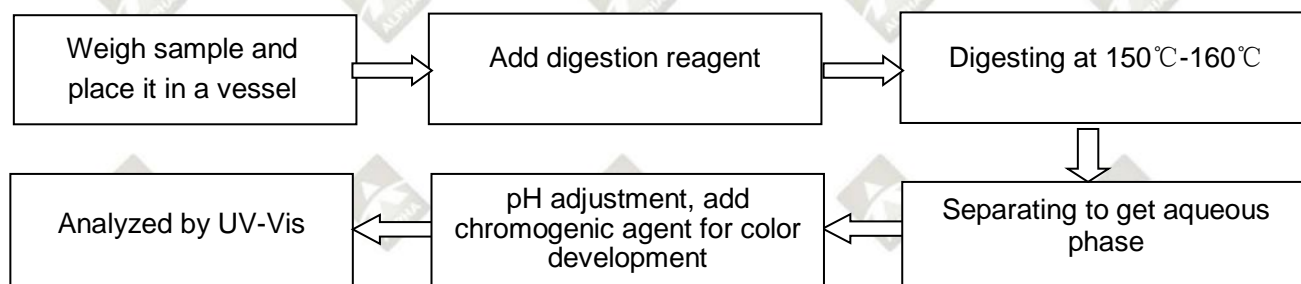 Weigh sample and
place it in a vessel
Add digestion reagent
Digesting at 150℃-160℃
Separating to get aqueous
phase
pH adjustment, add
chromogenic agent for color
development
Analyzed by UV-Vis